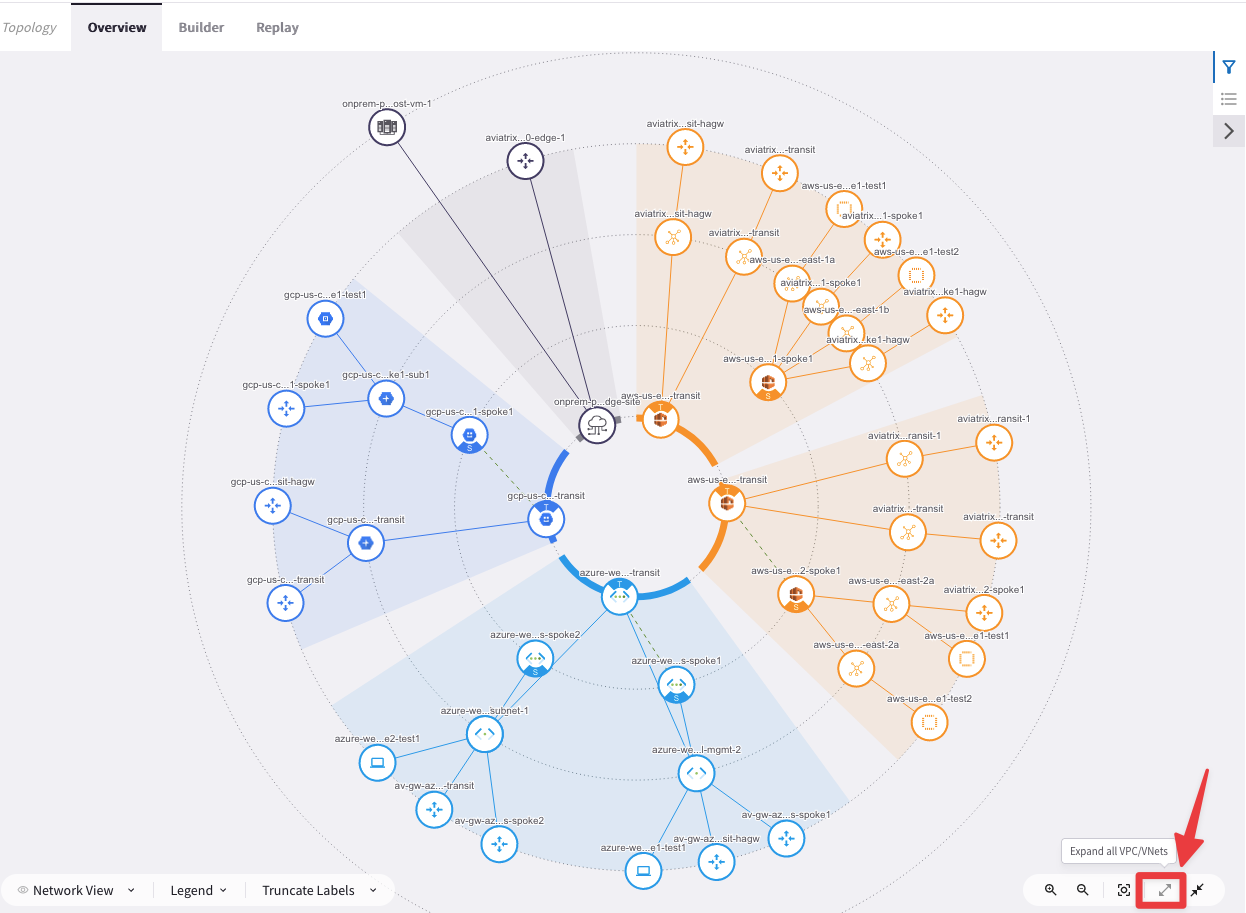 Topology
Overview
Builder
Replay
onprem-p...ost-vm-1
aviatrix...0-edge-1
aviatrix...sit-hagw
aviatrix...-transit
aws-us-e...e1-test1
aviatrix...sit-hagw
aviatrix...1-spoke1
aviatrix...-transit
aws-us-e...e1-test2
aws-us-e...-east-1a
aviatrix...1-spoke1
aviatrix...ke1-hagw
gcp-us-c...e1-test1
aws-us-e...-east-1b
aviatrix...ke1-hagw
aws-us-e...1-spoke1
S
gcp-us-c...ke1-sub1
gcp-us-c...1-spoke1
aws-us-e...-transit
T
onprem-p...dge-site
gcp-us-c...1-spoke1
S
aviatrix...ransit-1
aviatrix...ransit-1
aws-us-e...-transit
T
gcp-us-c...sit-hagw
gcp-us-c...-transit
T
gcp-us-c...-transit
aviatrix...-transit
aviatrix...-transit
gcp-us-c...-transit
azure-we...-transit
T
aws-us-e...2-spoke1
S
aws-us-e...-east-2a
aviatrix...2-spoke1
azure-we...s-spoke2
S
aws-us-e...e1-test1
aws-us-e...-east-2a
azure-we...s-spoke1
S
aws-us-e...e1-test2
azure-we...subnet-1
azure-we...e2-test1
azure-we...l-mgmt-2
av-gw-az...-transit
av-gw-az...s-spoke2
av-gw-az...s-spoke1
av-gw-az...sit-hagw
azure-we...e1-test1
Expand all VPC/VNets
Network View
Legend
Truncate Labels